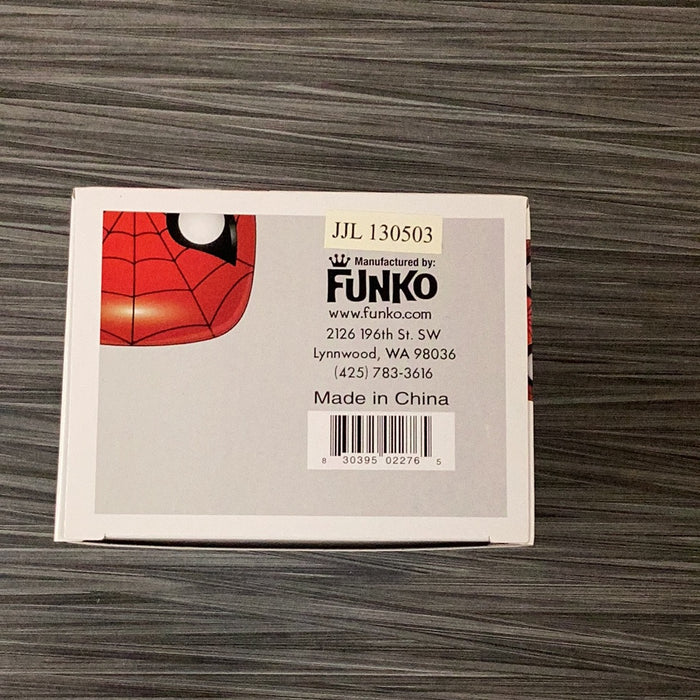 JJL 130503
Manufactured by:
FUNKO
www.funko.com
2126 196th St. SW
Lynnwood, WA 98036
(425) 783-3616
Made in China
8 30395 02276 5